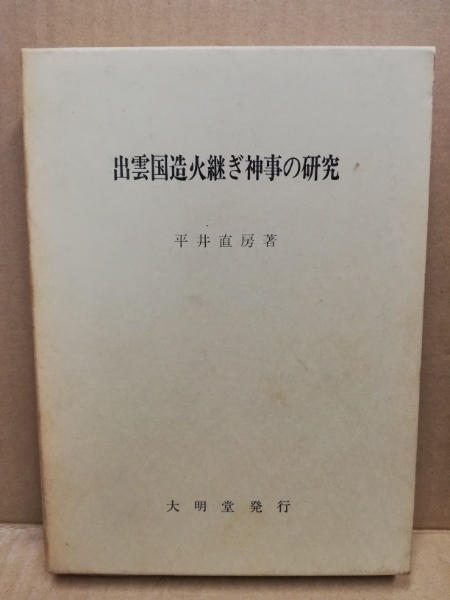 出雲国造火継ぎ神事の研究
平井直房著
大明堂発行